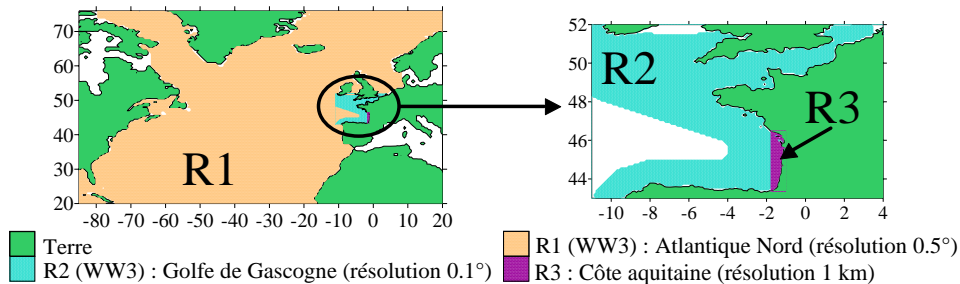 70
60
50
40
30
20
R1
-80 -70 -60 -50 -40 -30 -20 -10 0 10 20
52
50
48
46
44
R2
R3
-10 -8 -6 -4 -2 0 2 4
Terre
R2 (WW3) : Golfe de Gascogne (résolution 0.1°)
R1 (WW3) : Atlantique Nord (résolution 0.5°)
R3 : Côte aquitaine (résolution 1 km)